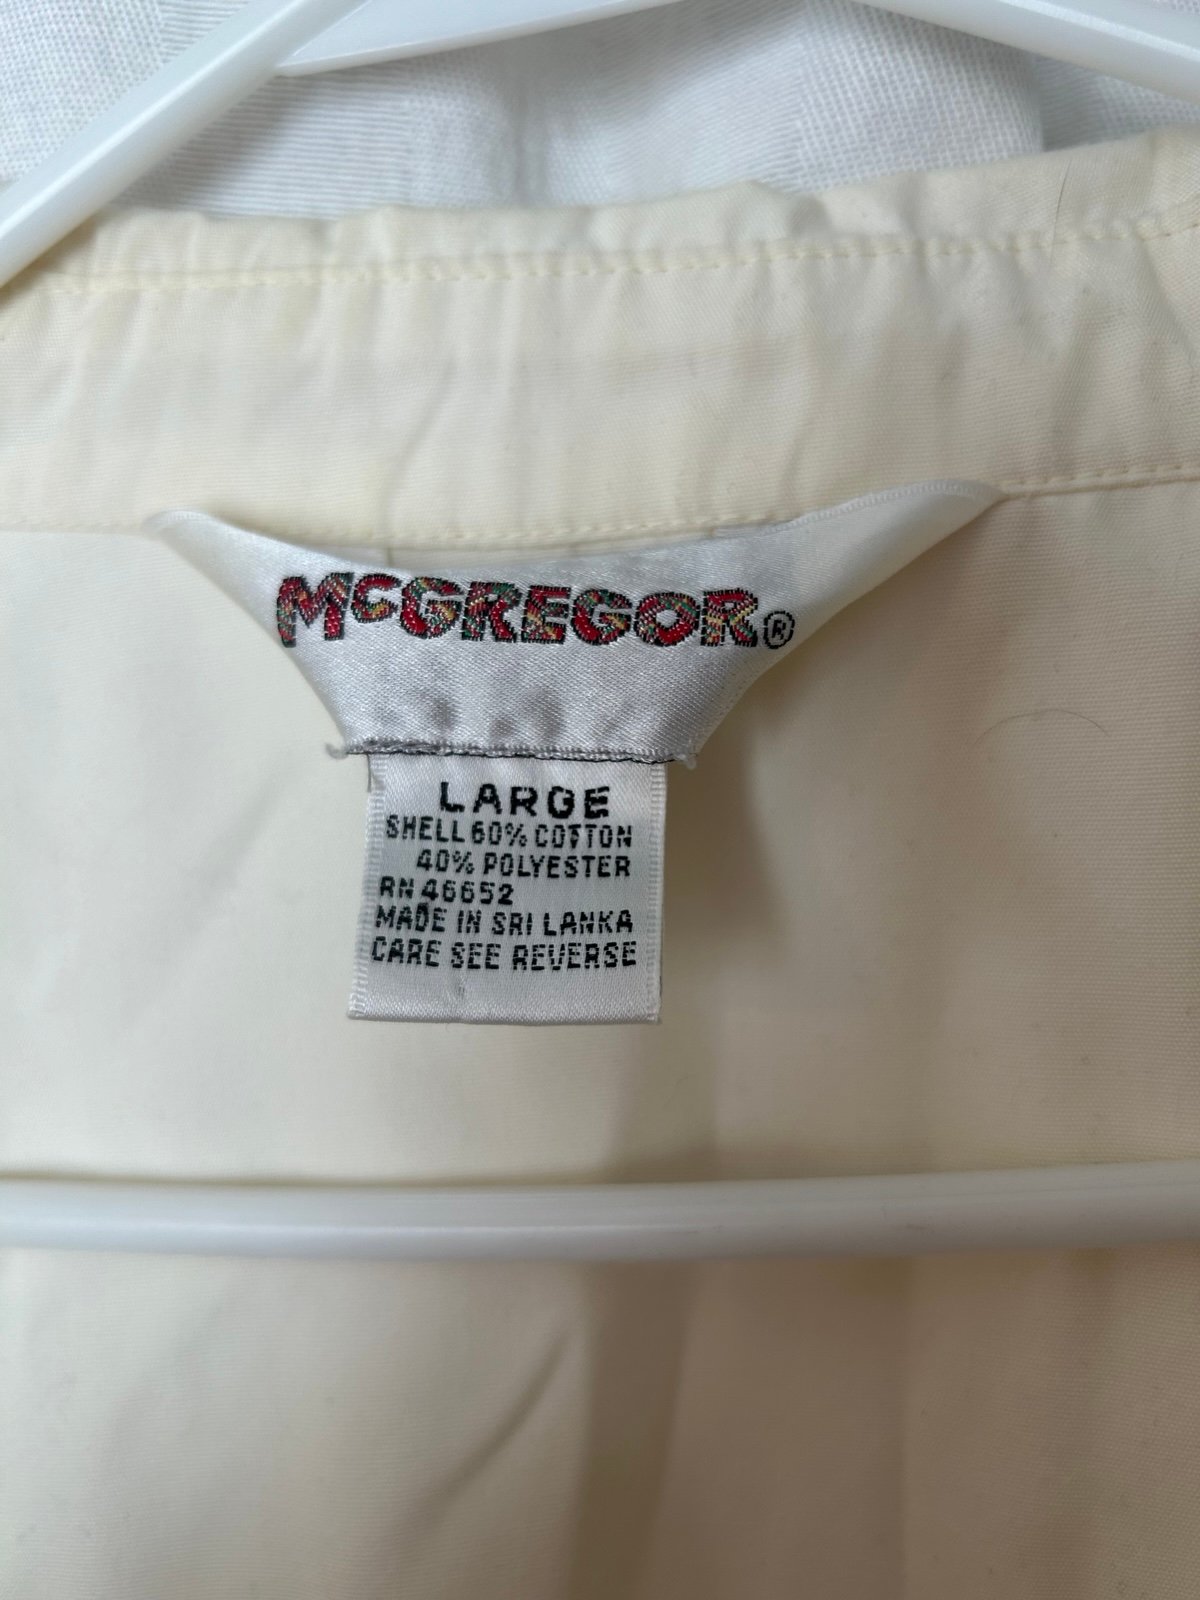 McGREGOR®
LARGE
SHELL 60% COTTON
40% POLYESTER
RN 46652
MADE IN SRI LANKA
CARE SEE REVERSE